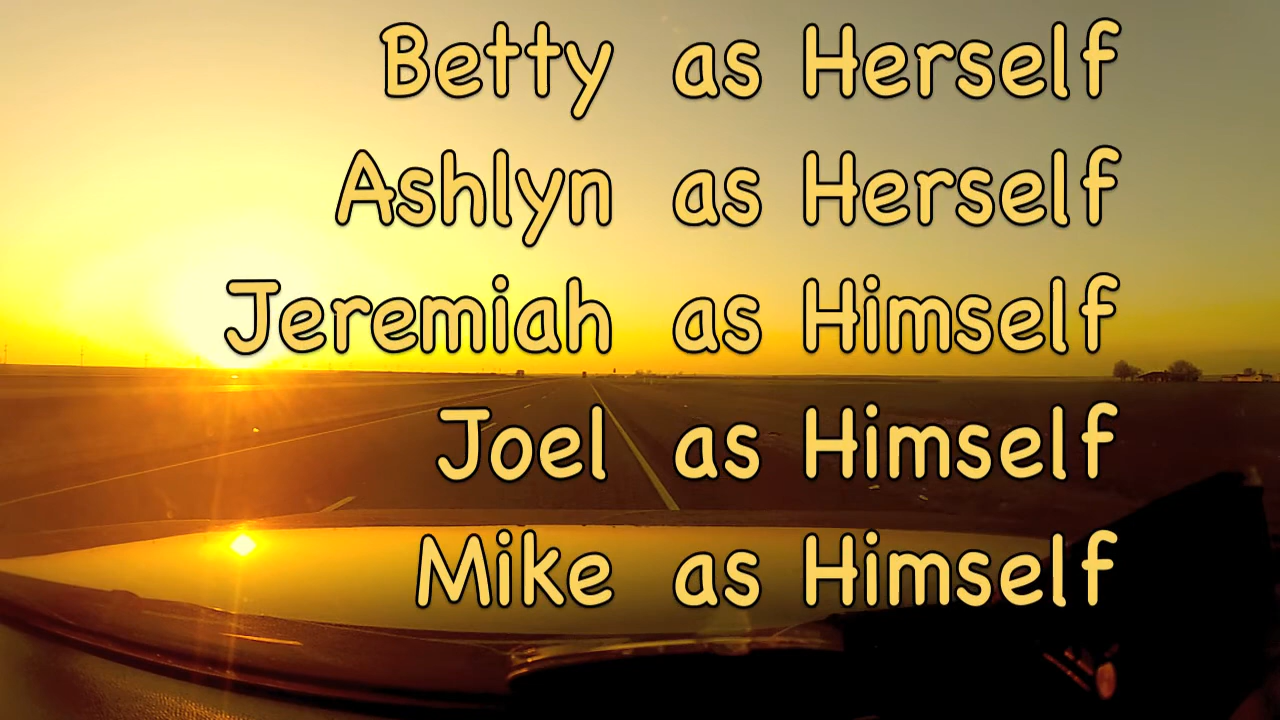 Betty as Herself
Ashlyn as Herself
Jeremiah as Himself
Joel as Himself
Mike as Himself